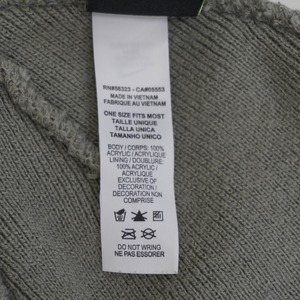 RN#56323 - CA#05553
MADE IN VIETNAM
FABRIQUE AU VIETNAM
ONE SIZE FITS MOST
TAILLE UNIQUE
TALLA UNICA
TAMANHO UNICO
BODY / CORPS: 100%
ACRYLIC / ACRYLIQUE
LINING / DOUBLURE:
100% ACRYLIC /
ACRYLIQUE
EXCLUSIVE OF
DECORATION /
DECORATION NON
COMPRISE
DO NOT WRING
NE PAS ESSORER